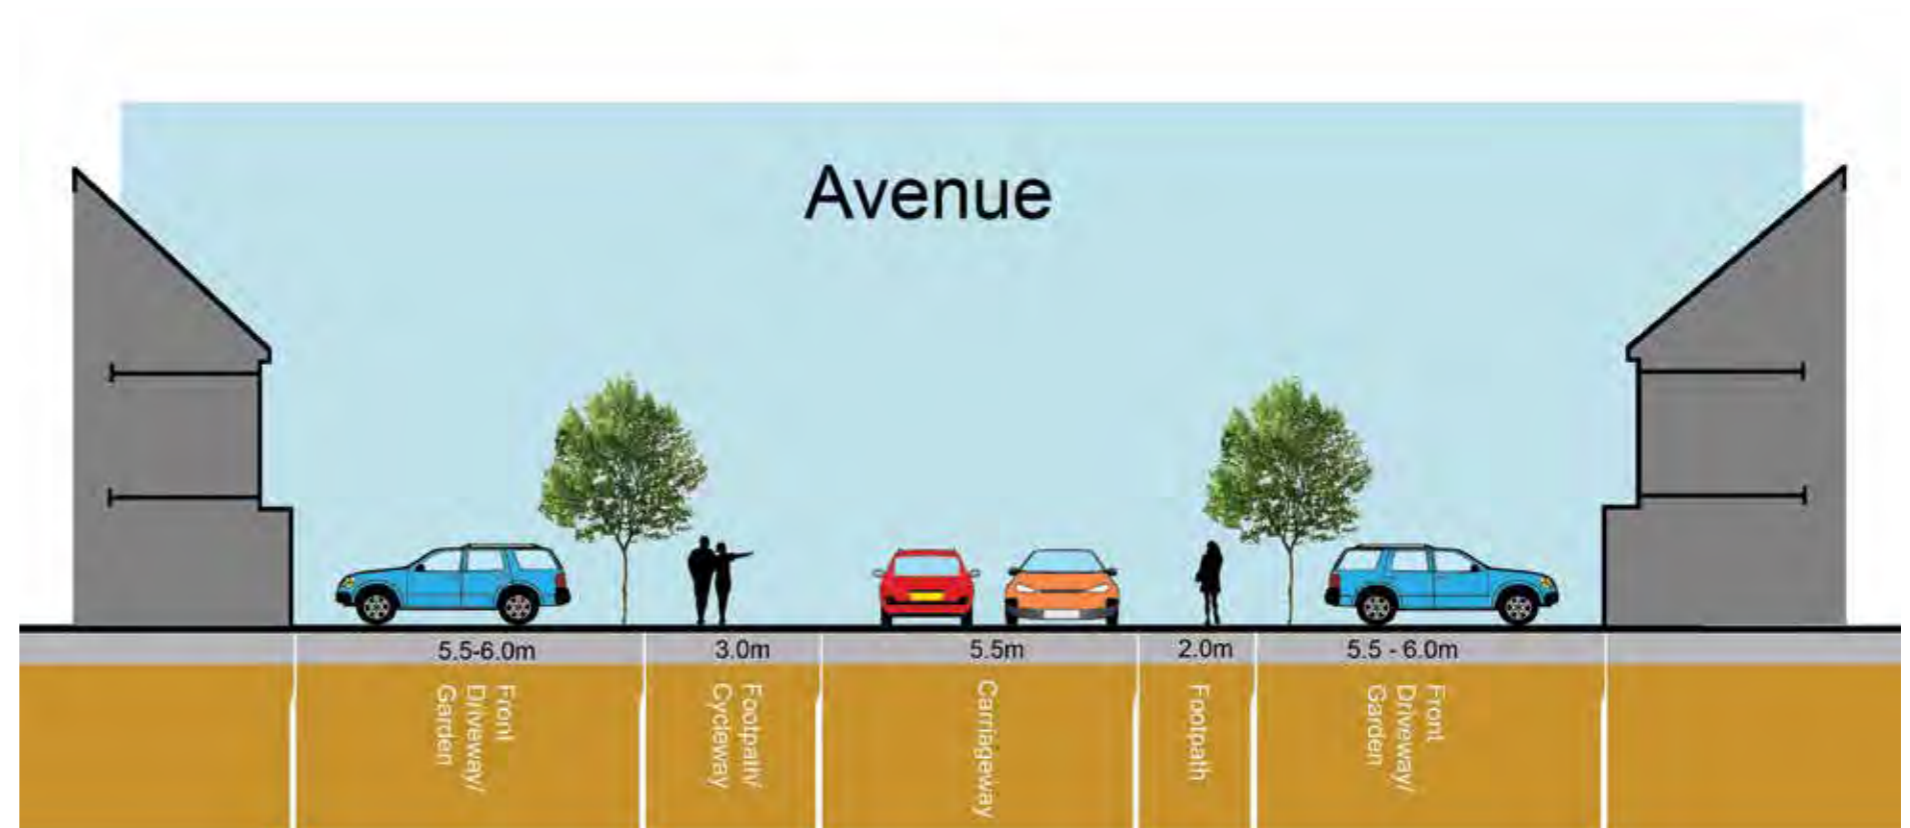 Avenue
5.5-6.0m
3.0m
5.5m
2.0m
5.5 - 6.0m
Front
Driveway/
Garden
Footpath/
Cycleway
Carriageway
Footpath
Front
Driveway/
Garden